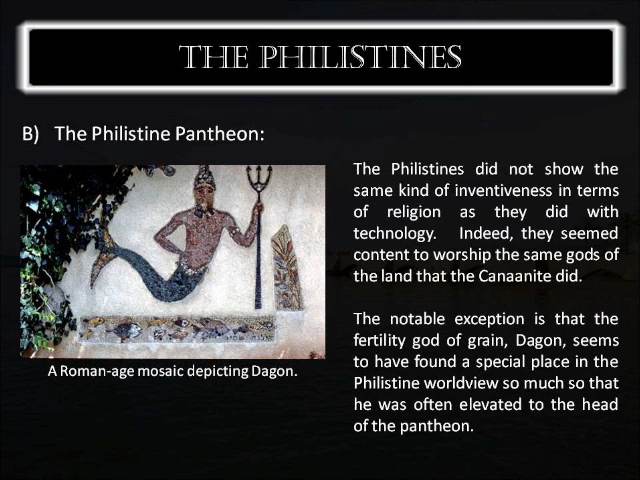 THE PHILISTINES
B) The Philistine Pantheon:
The Philistines did not show the
same kind of inventiveness in terms
of religion as they did with
technology. Indeed, they seemed
content to worship the same gods of
the land that the Canaanite did.
The notable exception is that the
fertility god of grain, Dagon, seems
to have found a special place in the
Philistine worldview so much so that
he was often elevated to the head
of the pantheon.
A Roman-age mosaic depicting Dagon.